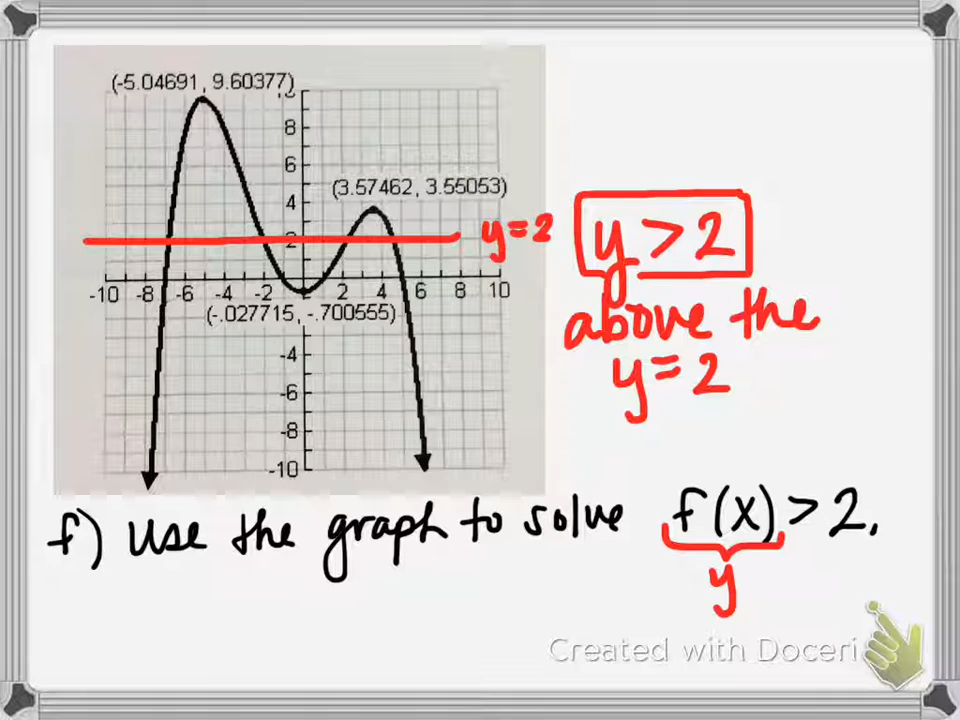 (-5.04691, 9.60377)
8
6
(3.57462, 3.55053)
4
2
y=2
y > 2
-10 -8 -6 -4 -2 0 2 4 6 8 10
(-.027715, -.700555)
above the
y=2
-4
-6
-8
-10
f) Use the graph to solve f(x) > 2.
y
Created with Doceri